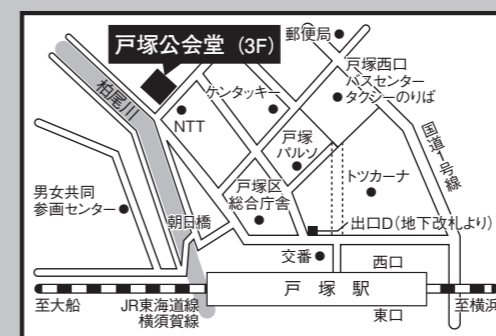 戸塚公会堂（3F）
郵便局
戸塚西口
バスセンター
タクシーのりば
柏尾川
ケンタッキー
NTT
国道1号線
戸塚
パルソ
トツカーナ
男女共同
参画センター
戸塚区
総合庁舎
朝日橋
出口D（地下改札より）
交番
西口
戸塚駅
至大船
JR東海道線
横須賀線
至横浜
東口